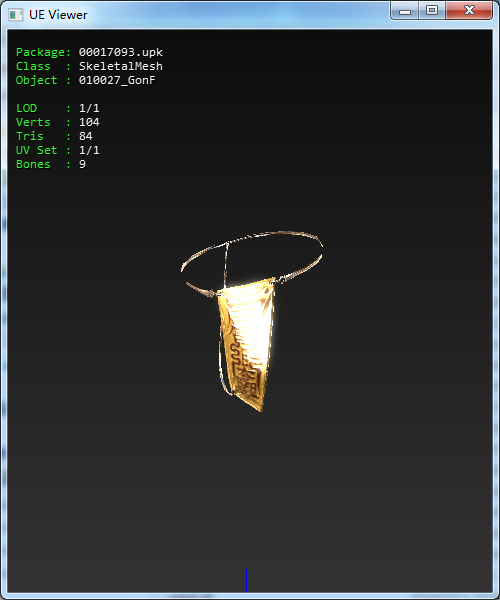 UE Viewer
Package: 00017093.upk
Class : SkeletalMesh
Object : 010027_GonF
LOD : 1/1
Verts : 104
Tris : 84
UV Set : 1/1
Bones : 9